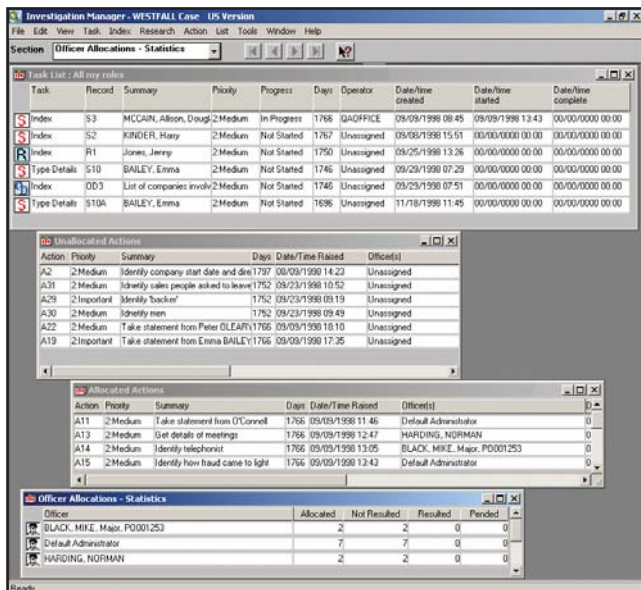 Investigation Manager - WESTFALL Case US Version
File Edit View Task Index Research Action List Tools Window Help
Section Officer Allocations - Statistics
Task List : All my roles
Task Record Summary Priority Progress Days Operator Date/time created Date/time started Date/time complete
S Index S3 MCCAIN, Allison, Dougl 2:Medium In Progress 1766 QAOFFICE 09/09/1998 08:45 09/09/1998 13:43 00/00/0000 00:00
S Index S2 KINDER, Harry 2:Medium Not Started 1767 Unassigned 09/08/1998 15:51 00/00/0000 00:00 00/00/0000 00:00
R Index R1 Jones, Jenny 2:Medium Not Started 1750 Unassigned 09/25/1998 13:26 00/00/0000 00:00 00/00/0000 00:00
S Type Details S10 BAILEY, Emma 2:Medium Not Started 1746 Unassigned 09/29/1998 07:29 00/00/0000 00:00 00/00/0000 00:00
Index OD3 List of companies involv 2:Medium Not Started 1746 Unassigned 09/29/1998 07:51 00/00/0000 00:00 00/00/0000 00:00
S Type Details S10A BAILEY, Emma 2:Medium Not Started 1696 Unassigned 11/18/1998 11:45 00/00/0000 00:00 00/00/0000 00:00
Unallocated Actions
Action Priority Summary Days Date/Time Raised Officer(s)
A2 2:Medium Identify company start date and dire 1797 08/09/1998 14:23 Unassigned
A31 2:Medium Idnetify sales people asked to leave 1752 09/23/1998 10:52 Unassigned
A29 2:Important Identify 'backer' 1752 09/23/1998 09:19 Unassigned
A30 2:Medium Idnetify men 1752 09/23/1998 09:49 Unassigned
A22 2:Medium Take statement from Peter OLEARY 1766 09/09/1998 18:10 Unassigned
A19 2:Important Take statement from Emma BAILEY 1766 09/09/1998 17:35 Unassigned
Allocated Actions
Action Priority Summary Days Date/Time Raised Officer(s) D
A11 2:Medium Take statement from O'Connell 1766 09/09/1998 11:46 Default Administrator 0
A13 2:Medium Get details of meetings 1766 09/09/1998 12:47 HARDING, NORMAN 0
A14 2:Medium Identify telephonist 1766 09/09/1998 13:05 BLACK, MIKE, Major, PO001253 0
A15 2:Medium Identify how fraud came to light 1766 09/09/1998 13:43 Default Administrator 0
Officer Allocations - Statistics
Officer Allocated Not Resulted Resulted Pended
BLACK, MIKE, Major, PO001253 2 2 0 0
Default Administrator 7 7 0 0
HARDING, NORMAN 2 2 0 0
Ready